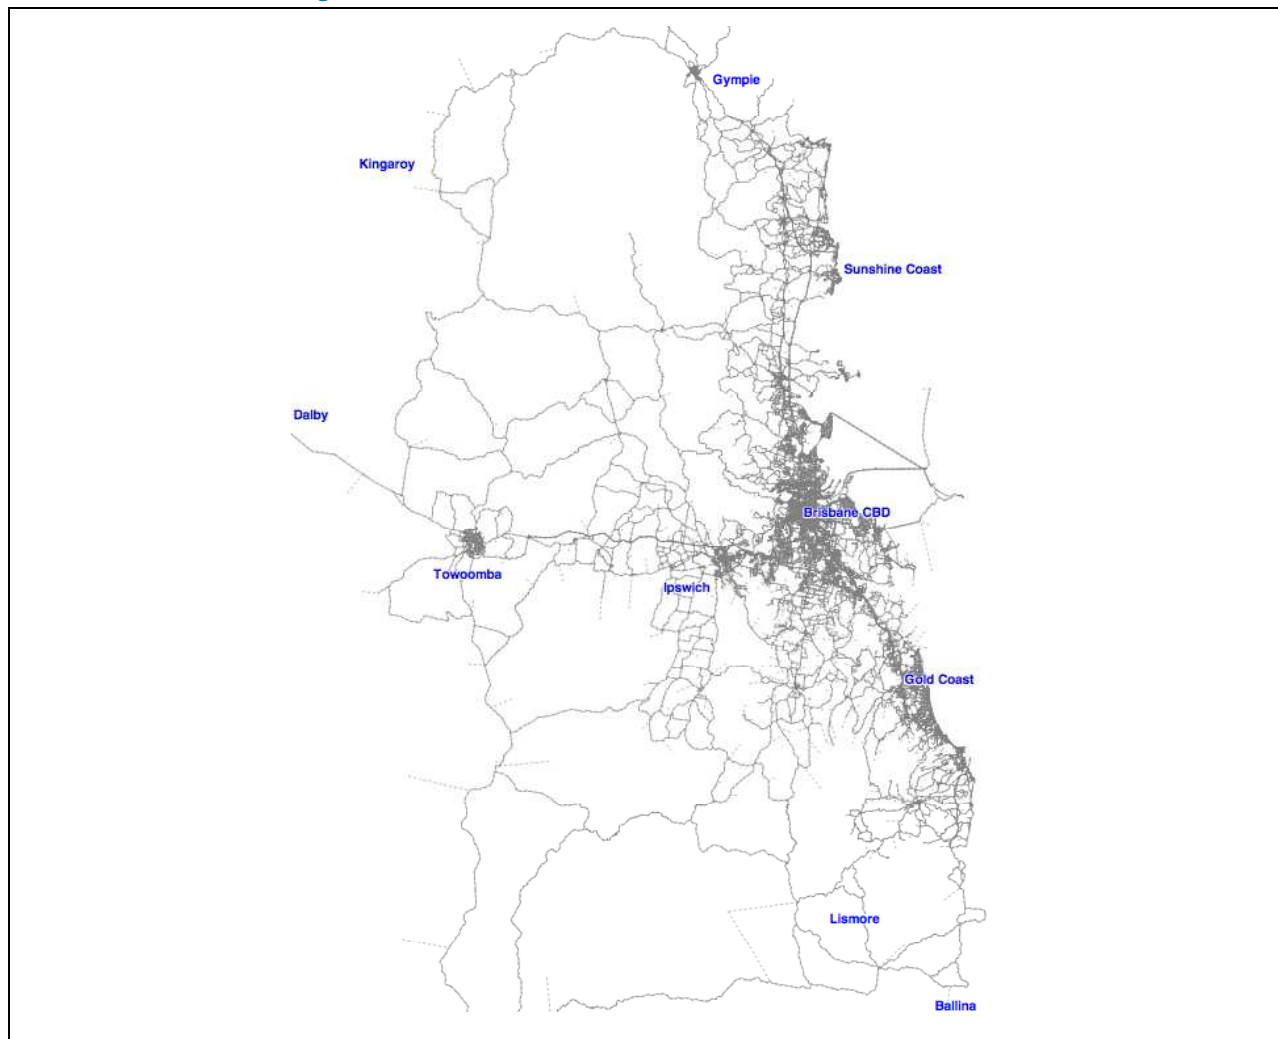 Gympie
Kingaroy
Sunshine Coast
Dalby
Brisbane CBD
Towoomba
Ipswich
Gold Coast
Lismore
Ballina